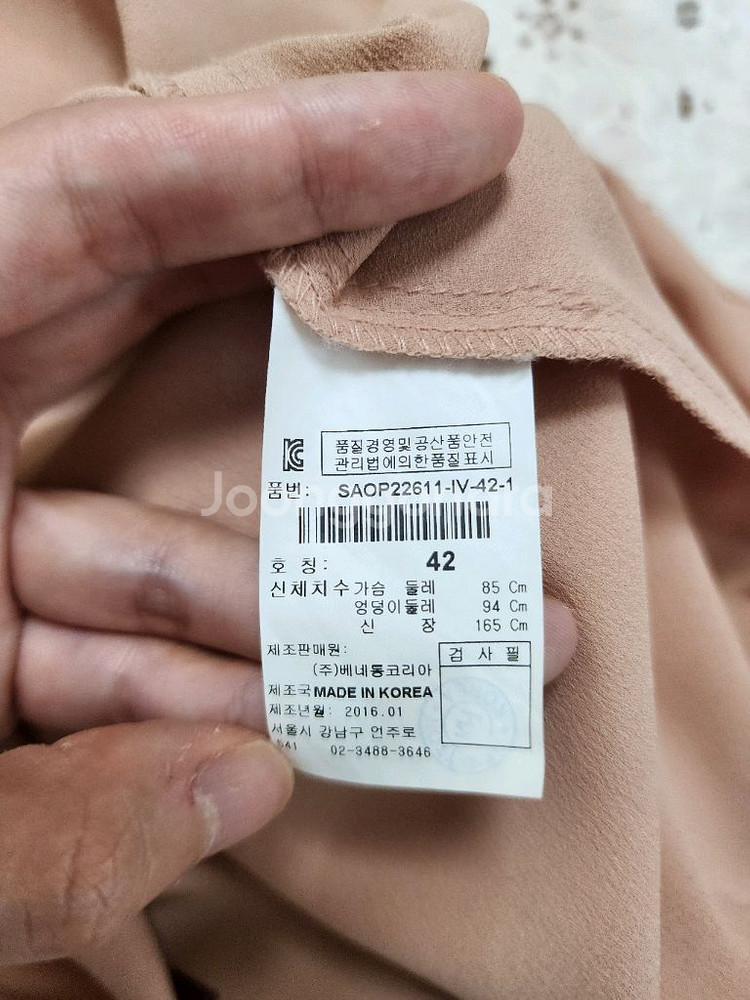 품질경영및공산품안전
관리법에의한품질표시
품번: SAOP22611-IV-42-1
Joonggonara
호 칭: 42
신체치수 가슴 둘레 85 Cm
엉덩이둘레 94 Cm
신 장 165 Cm
제조판매원:
검 사 필
(주)베네통코리아
제조국 MADE IN KOREA
제조년월: 2016.01
서울시 강남구 언주로
541 02-3488-3646